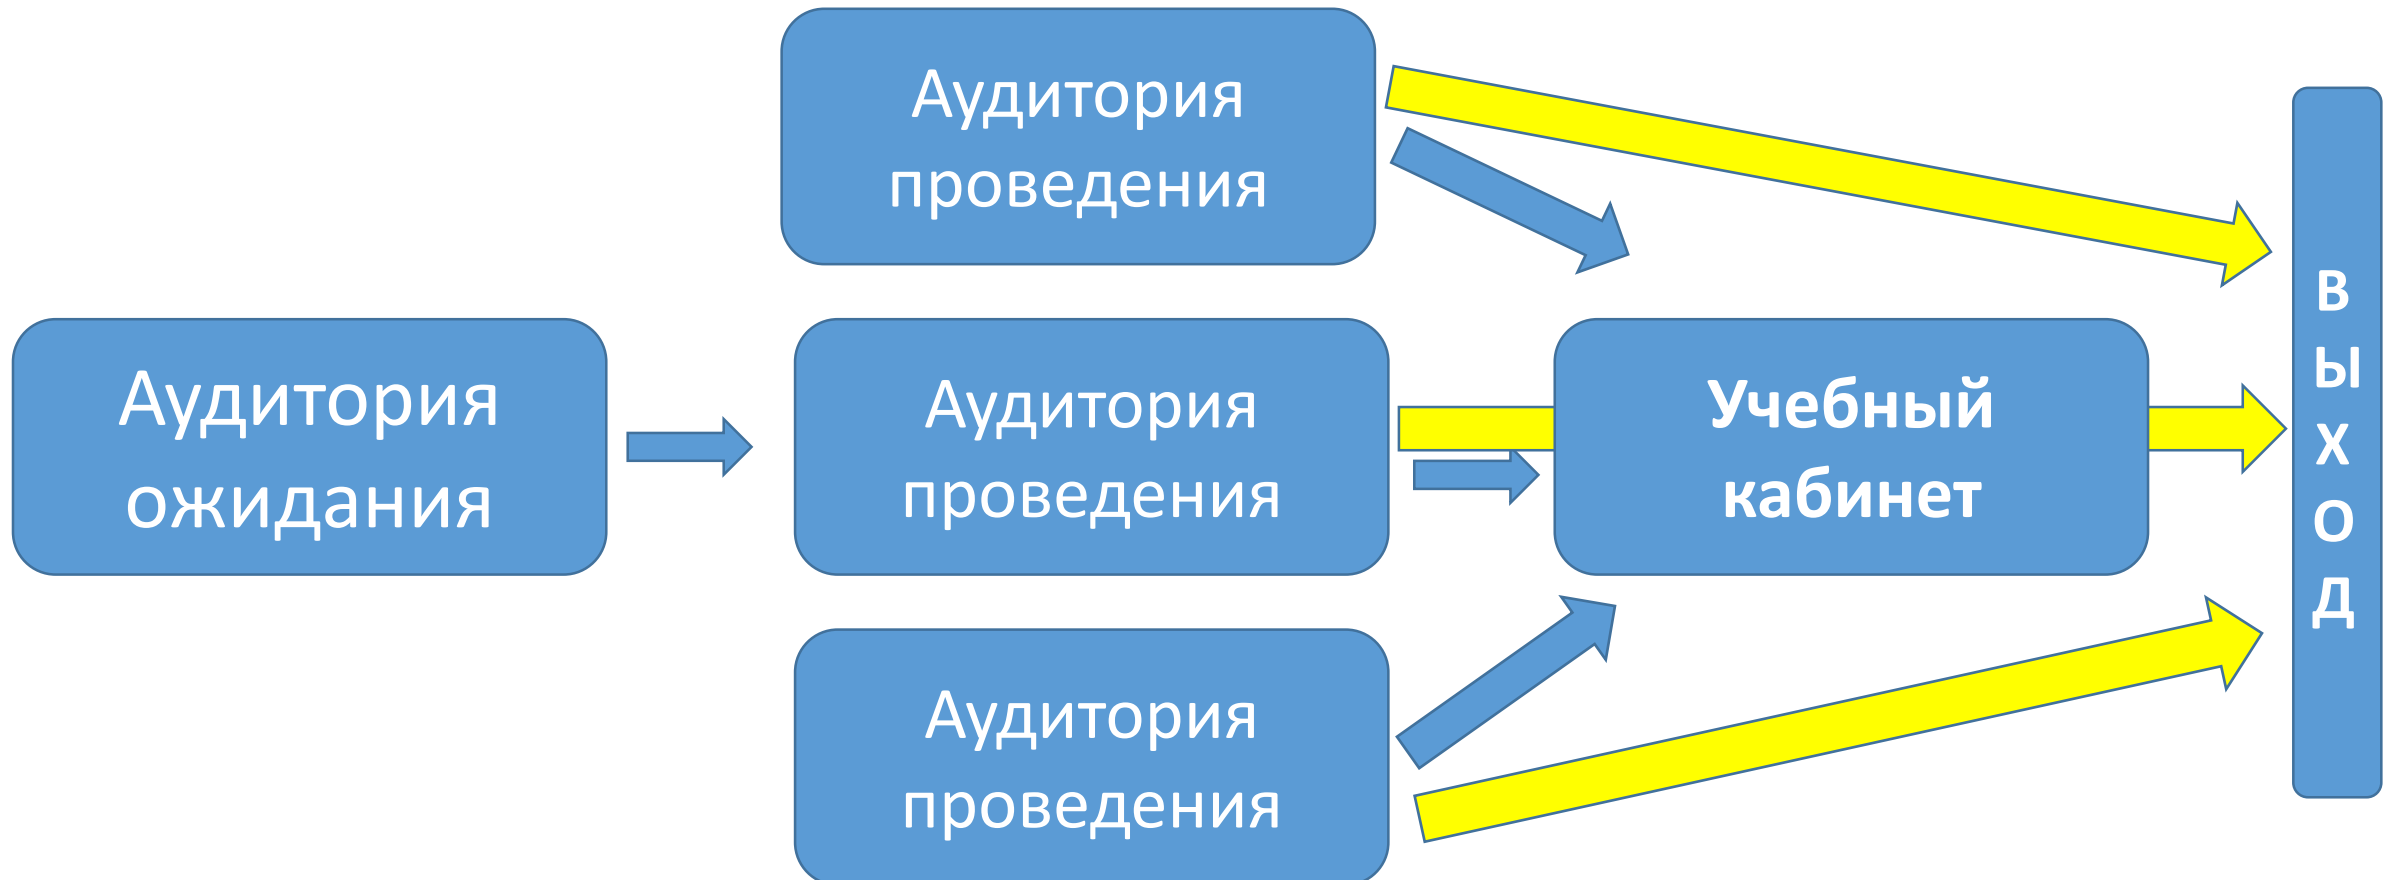 Аудитория
проведения
Аудитория
ожидания
Аудитория
проведения
Учебный
кабинет
Аудитория
проведения
В
Ы
Х
О
Д